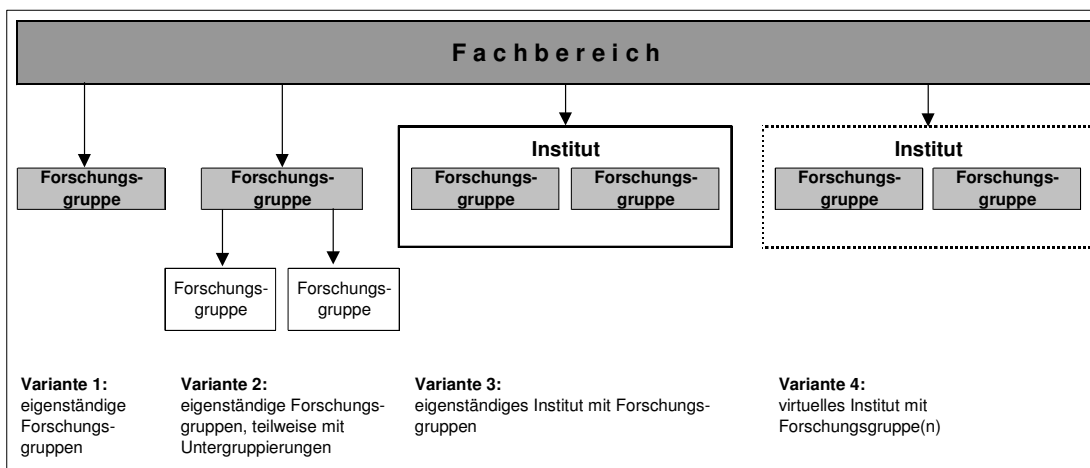 Fachbereich
Institut
Institut
Forschungs-
gruppe
Forschungs-
gruppe
Forschungs-
gruppe
Forschungs-
gruppe
Forschungs-
gruppe
Forschungs-
gruppe
Forschungs-
gruppe
Forschungs-
gruppe
Variante 1:
eigenständige
Forschungs-
gruppen
Variante 2:
eigenständige Forschungs-
gruppen, teilweise mit
Untergruppierungen
Variante 3:
eigenständiges Institut mit Forschungs-
gruppen
Variante 4:
virtuelles Institut mit
Forschungsgruppe(n)